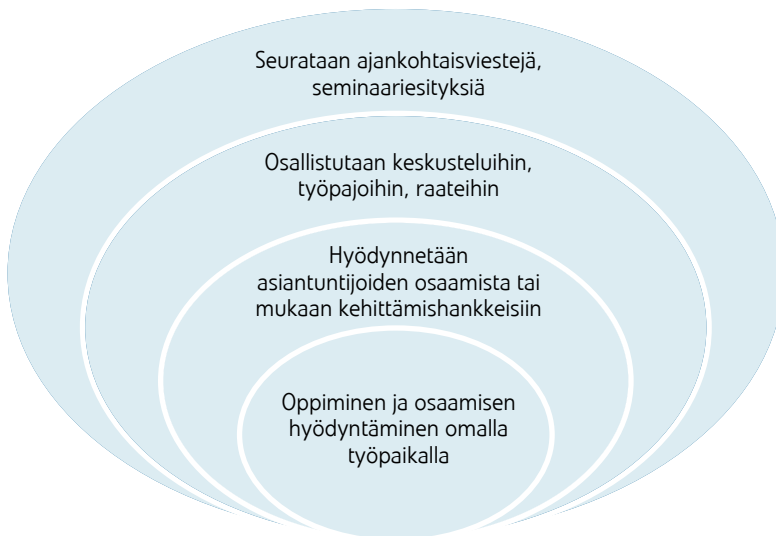 Seurataan ajankohtaisviestejä,
seminaariesityksiä
Osallistutaan keskusteluihin,
työpajoihin, raateihin
Hyödynnetään
asiantuntijoiden osaamista tai
mukaan kehittämishankkeisiin
Oppiminen ja osaamisen
hyödyntäminen omalla
työpaikalla